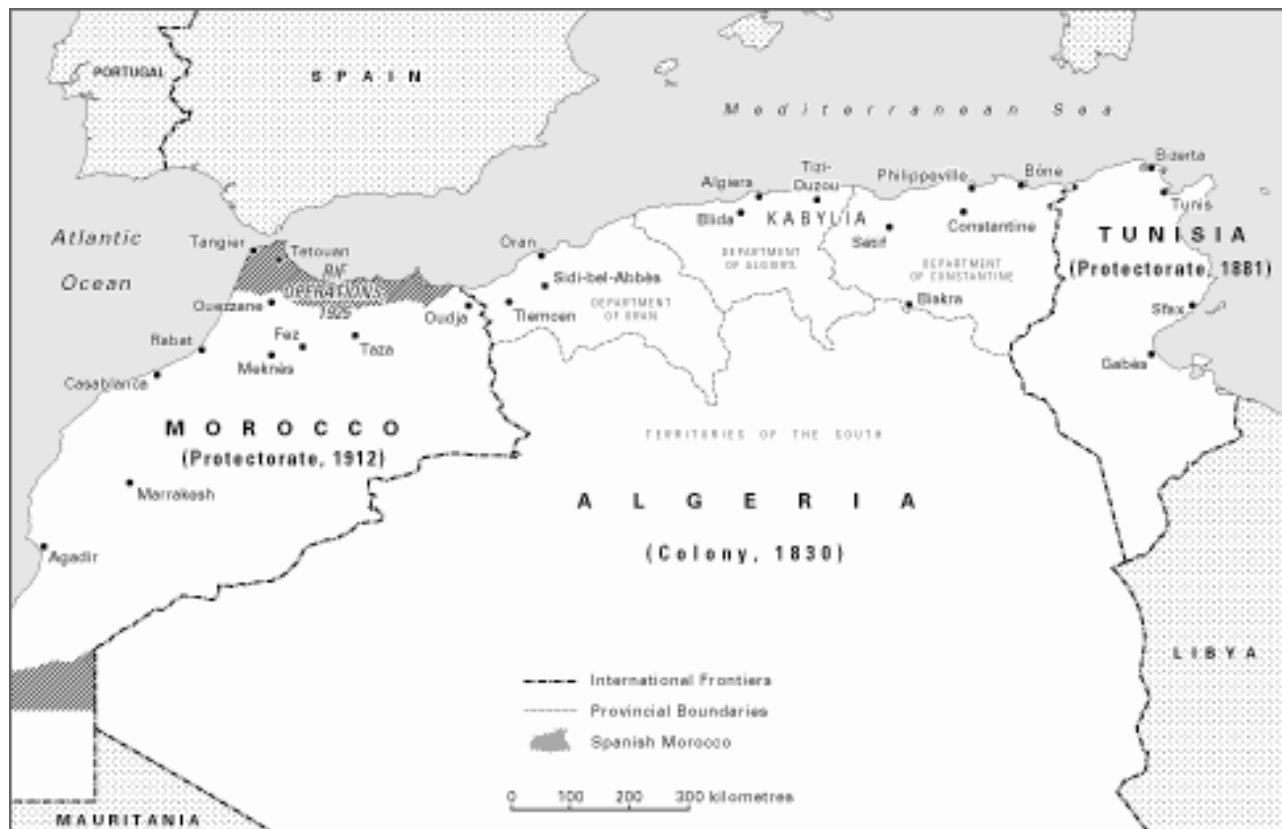 PORTUGAL
SPAIN
Mediterranean Sea
Atlantic
Ocean
Tangier
Tetouan
RIF
OPERATIONS
1925
Ouezzane
Oudja
Fez
Taza
Meknès
Rabat
Casablanca
MOROCCO
(Protectorate, 1912)
Marrakesh
Agadir
Oran
Sidi-bel-Abbès
Tlemcen
DEPARTMENT
OF ORAN
Algiers
Blida
Tizi-
Ouzou
KABYLIA
DEPARTMENT
OF ALGIERS
Philippeville
Bône
Constantine
Sétif
DEPARTMENT
OF CONSTANTINE
Biskra
Bizerta
Tunis
TUNISIA
(Protectorate, 1881)
Sfax
Gabès
TERRITORIES OF THE SOUTH
ALGERIA
(Colony, 1830)
LIBYA
International Frontiers
Provincial Boundaries
Spanish Morocco
0 100 200 300 kilometres
MAURITANIA